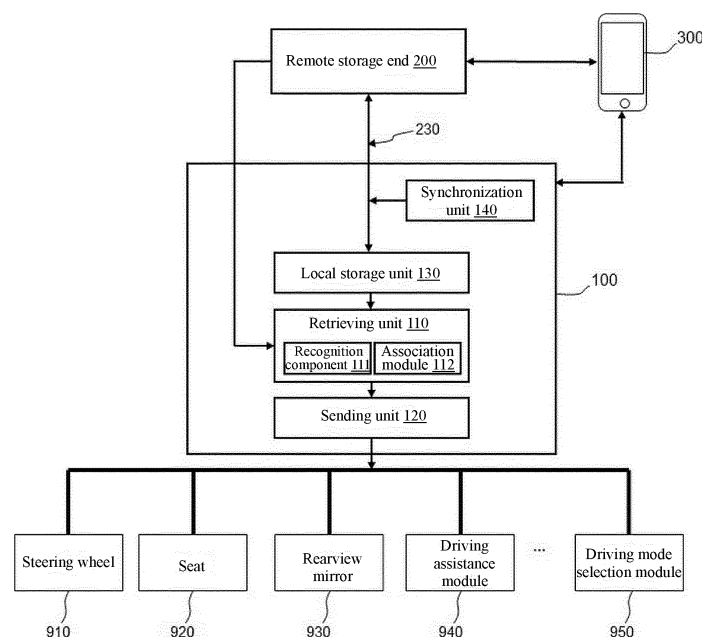 300
Remote storage end 200
230
Synchronization
unit 140
Local storage unit 130
100
Retrieving unit 110
Recognition
component 111
Association
module 112
Sending unit 120
Steering wheel
Seat
Rearview
mirror
Driving
assistance
module
...
Driving mode
selection module
910
920
930
940
950